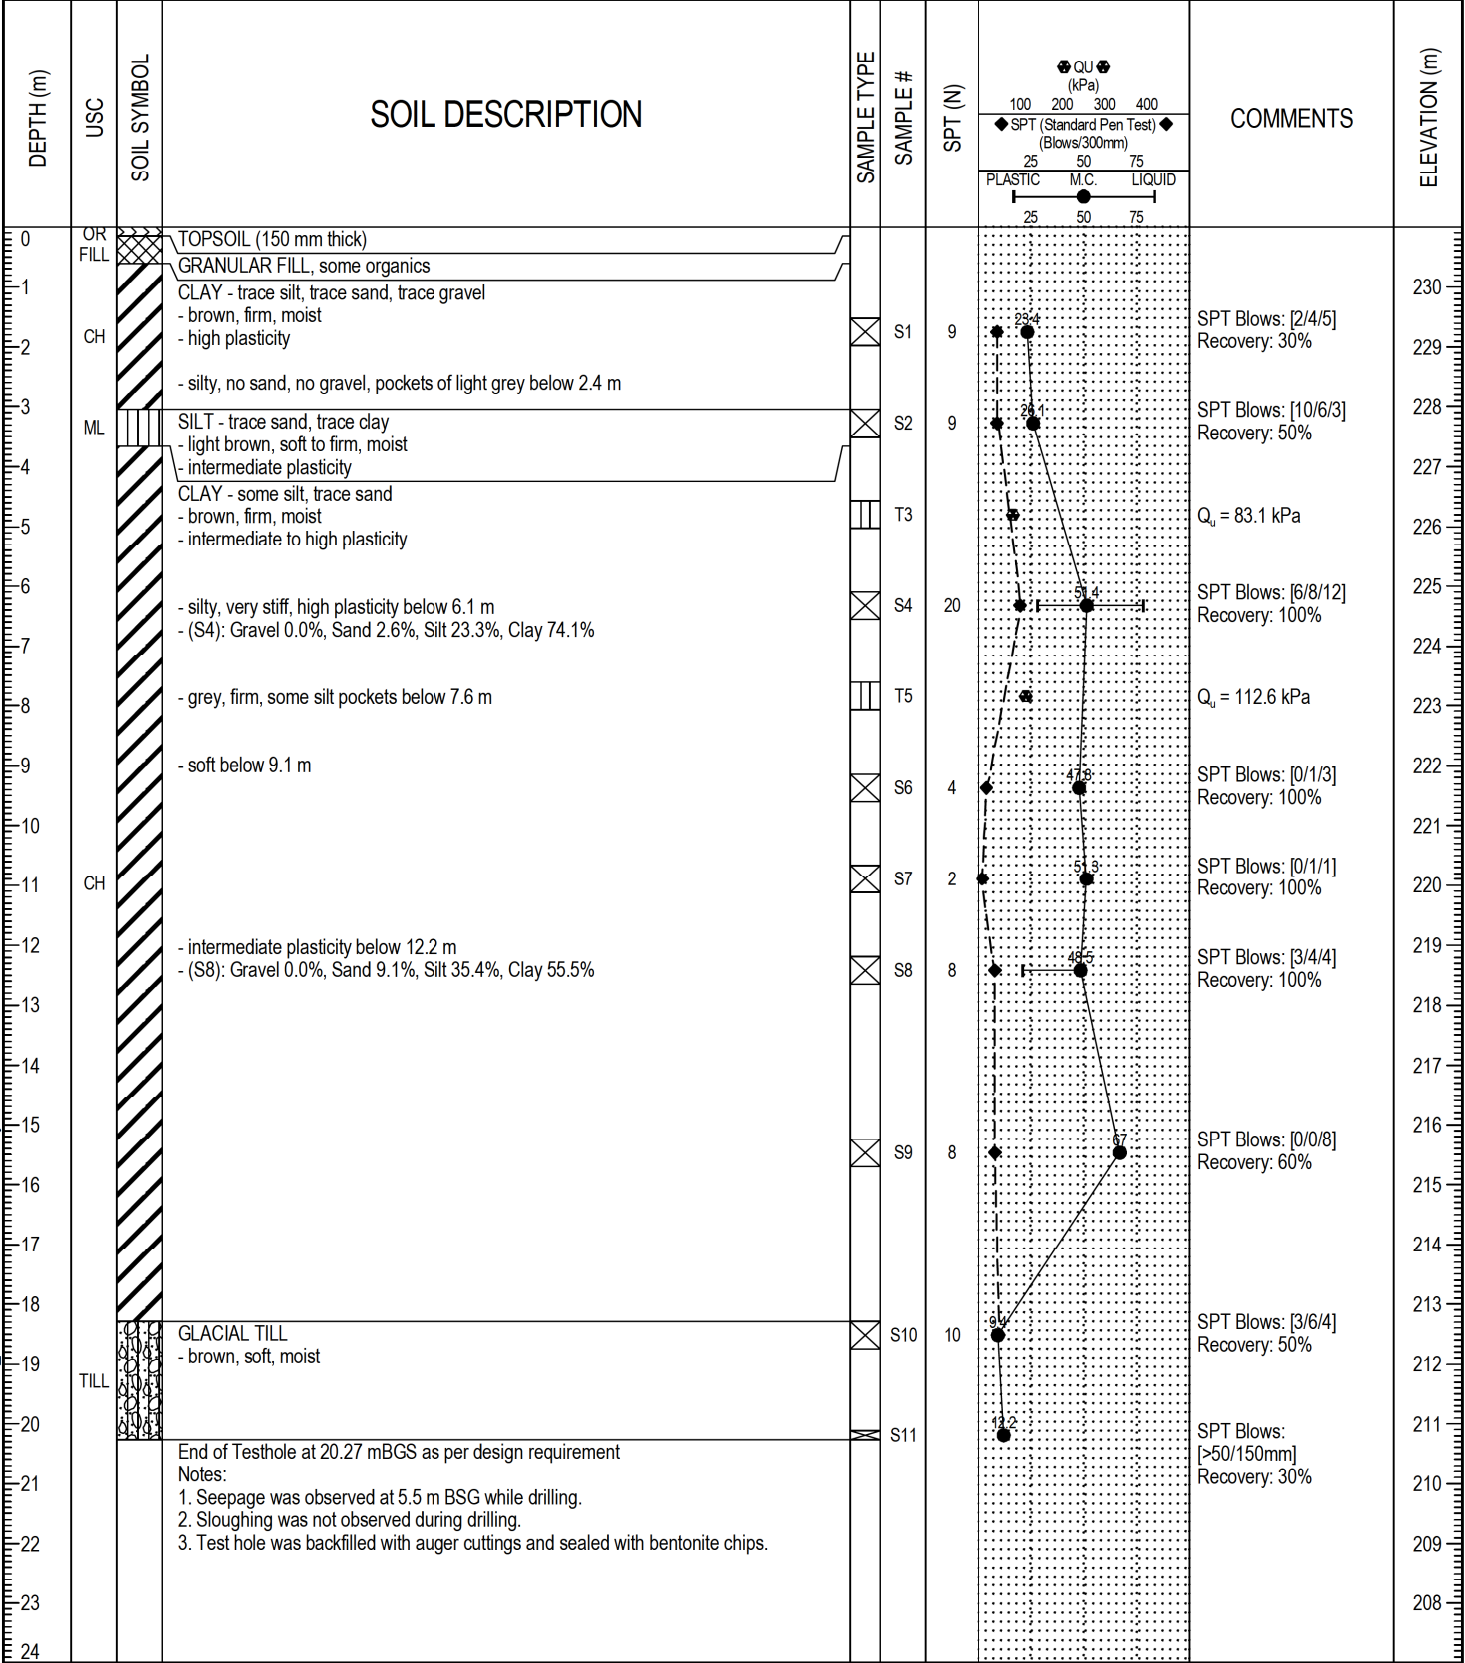 DEPTH (m)
USC
SOIL SYMBOL
SOIL DESCRIPTION
SAMPLE TYPE
SAMPLE #
SPT (N)
QU
(kPa)
100 200 300 400
SPT (Standard Pen Test)
(Blows/300mm)
25 50 75
PLASTIC M.C. LIQUID
25 50 75
COMMENTS
ELEVATION (m)
0
OR
FILL
TOPSOIL (150 mm thick)
GRANULAR FILL, some organics
1
CLAY - trace silt, trace sand, trace gravel
230
- brown, firm, moist
CH
- high plasticity
S1
9
23.4
SPT Blows: [2/4/5]
Recovery: 30%
2
229
- silty, no sand, no gravel, pockets of light grey below 2.4 m
3
228
ML
SILT - trace sand, trace clay
- light brown, soft to firm, moist
- intermediate plasticity
S2
9
26.1
SPT Blows: [10/6/3]
Recovery: 50%
4
227
CLAY - some silt, trace sand
- brown, firm, moist
- intermediate to high plasticity
T3
Qu = 83.1 kPa
5
226
6
225
- silty, very stiff, high plasticity below 6.1 m
- (S4): Gravel 0.0%, Sand 2.6%, Silt 23.3%, Clay 74.1%
S4
20
51.4
SPT Blows: [6/8/12]
Recovery: 100%
7
224
- grey, firm, some silt pockets below 7.6 m
T5
Qu = 112.6 kPa
8
223
9
- soft below 9.1 m
222
S6
4
47.8
SPT Blows: [0/1/3]
Recovery: 100%
10
221
11
CH
S7
2
51.3
SPT Blows: [0/1/1]
Recovery: 100%
220
12
219
- intermediate plasticity below 12.2 m
- (S8): Gravel 0.0%, Sand 9.1%, Silt 35.4%, Clay 55.5%
S8
8
48.5
SPT Blows: [3/4/4]
Recovery: 100%
13
218
14
217
15
216
S9
8
67
SPT Blows: [0/0/8]
Recovery: 60%
16
215
17
214
18
213
GLACIAL TILL
- brown, soft, moist
S10
10
9.4
SPT Blows: [3/6/4]
Recovery: 50%
19
212
TILL
20
211
S11
12.2
SPT Blows:
[>50/150mm]
Recovery: 30%
End of Testhole at 20.27 mBGS as per design requirement
Notes:
21
210
1. Seepage was observed at 5.5 m BSG while drilling.
2. Sloughing was not observed during drilling.
3. Test hole was backfilled with auger cuttings and sealed with bentonite chips.
22
209
23
208
24